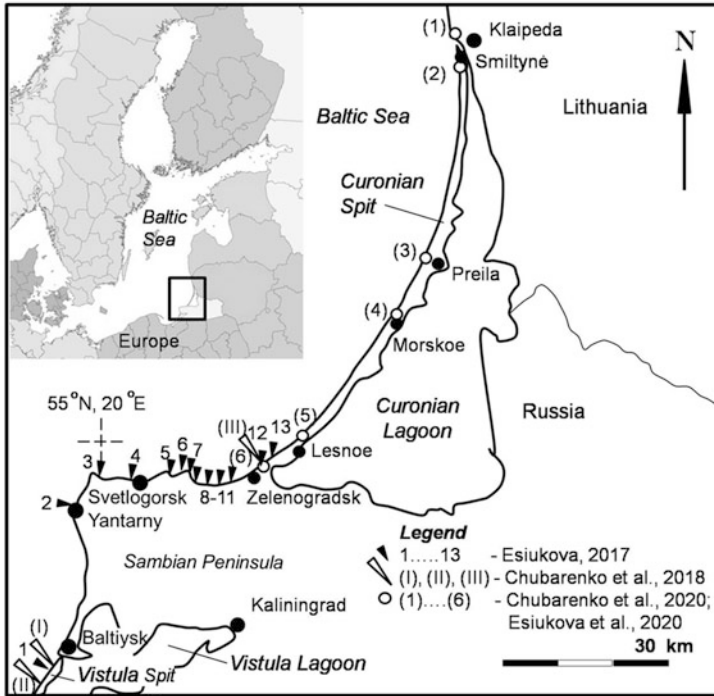 (1)
Klaipeda
Smiltynė
(2)
N
Lithuania
Baltic Sea
Curonian
Spit
Baltic
Sea
Europe
(3)
Preila
(4)
Morskoe
55 °N, 20 °E
Curonian
Lagoon
Russia
(III)
12 13
(5)
Lesnoe
3 4 5 6 7
(6)
8-11
Zelenogradsk
Svetlogorsk
2
Yantarny
Sambian Peninsula
Kaliningrad
Baltiysk
(I)
1
(II)
Vistula Spit
Vistula Lagoon
Legend
1.....13 - Esiukova, 2017
(I), (II), (III) - Chubarenko et al., 2018
(1)....(6) - Chubarenko et al., 2020;
Esiukova et al., 2020
30 km